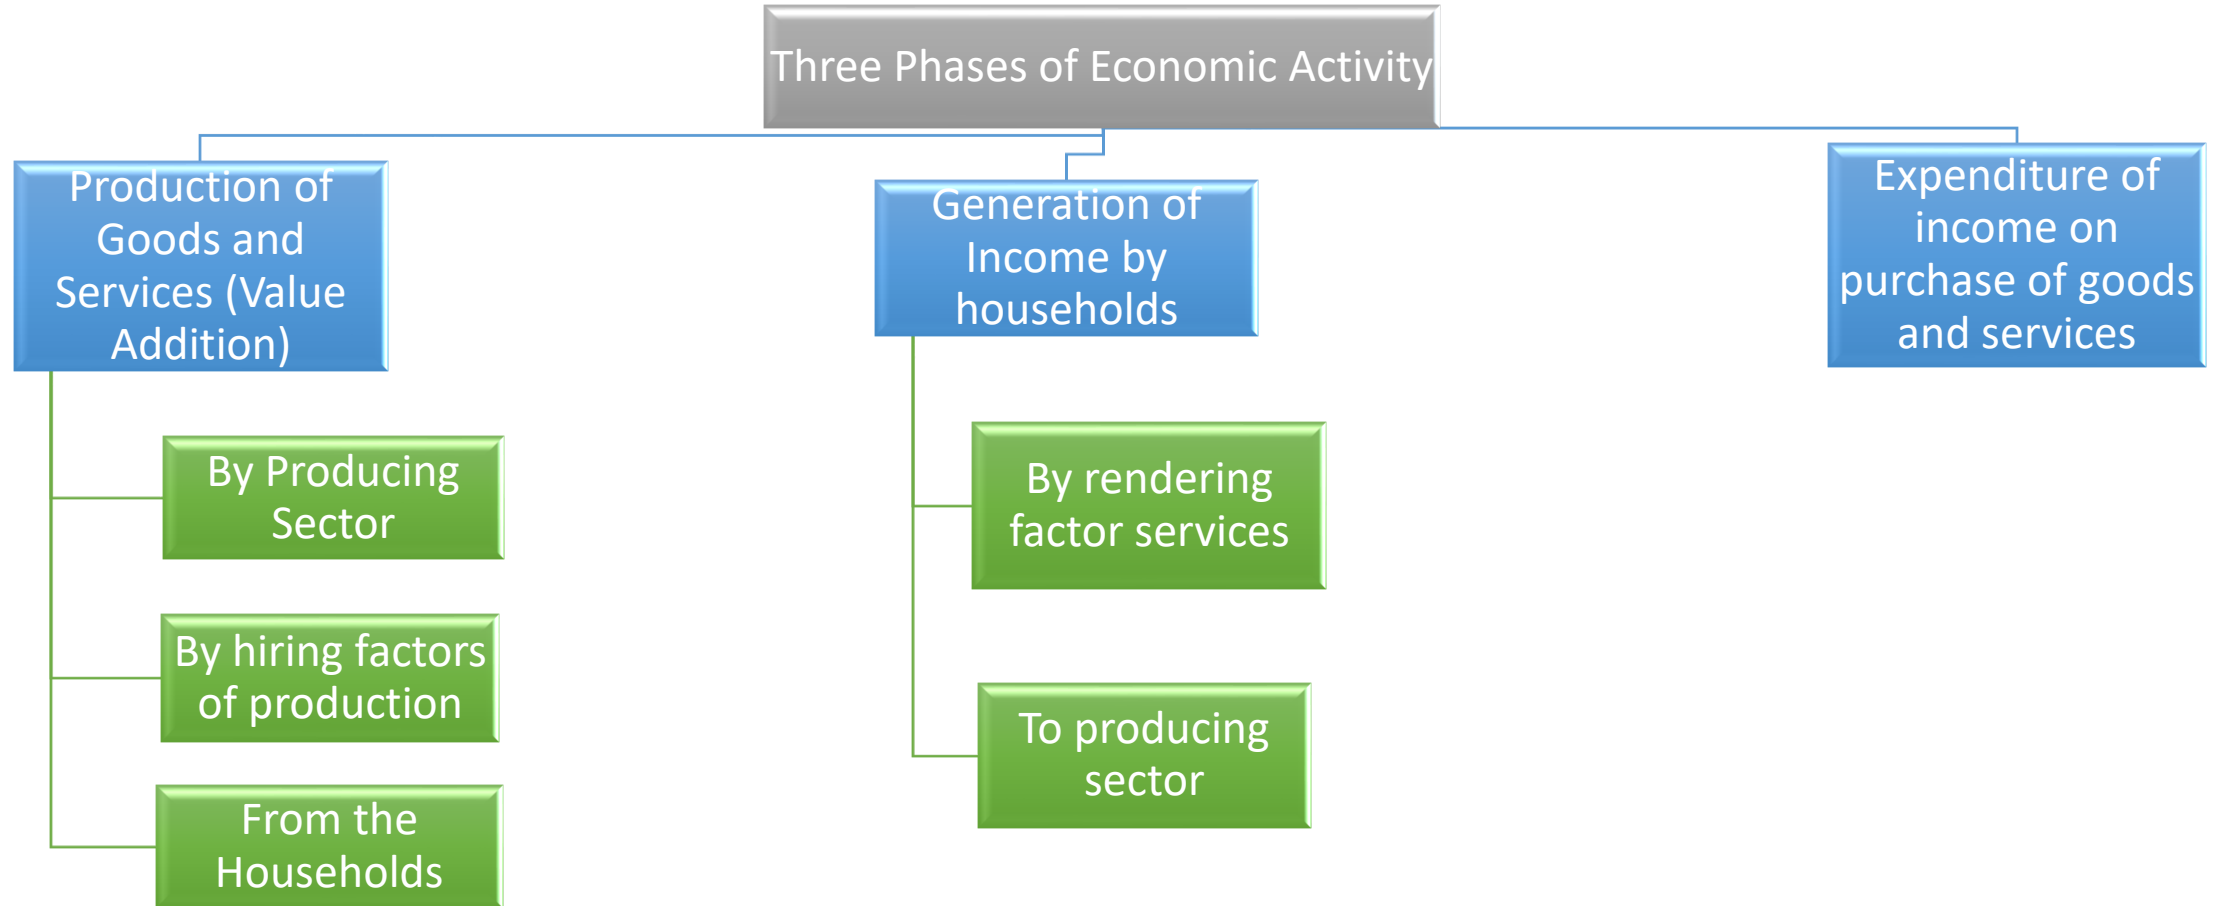 Three Phases of Economic Activity
Production of
Goods and
Services (Value
Addition)
By Producing
Sector
By hiring factors
of production
From the
Households
Generation of
Income by
households
By rendering
factor services
To producing
sector
Expenditure of
income on
purchase of goods
and services